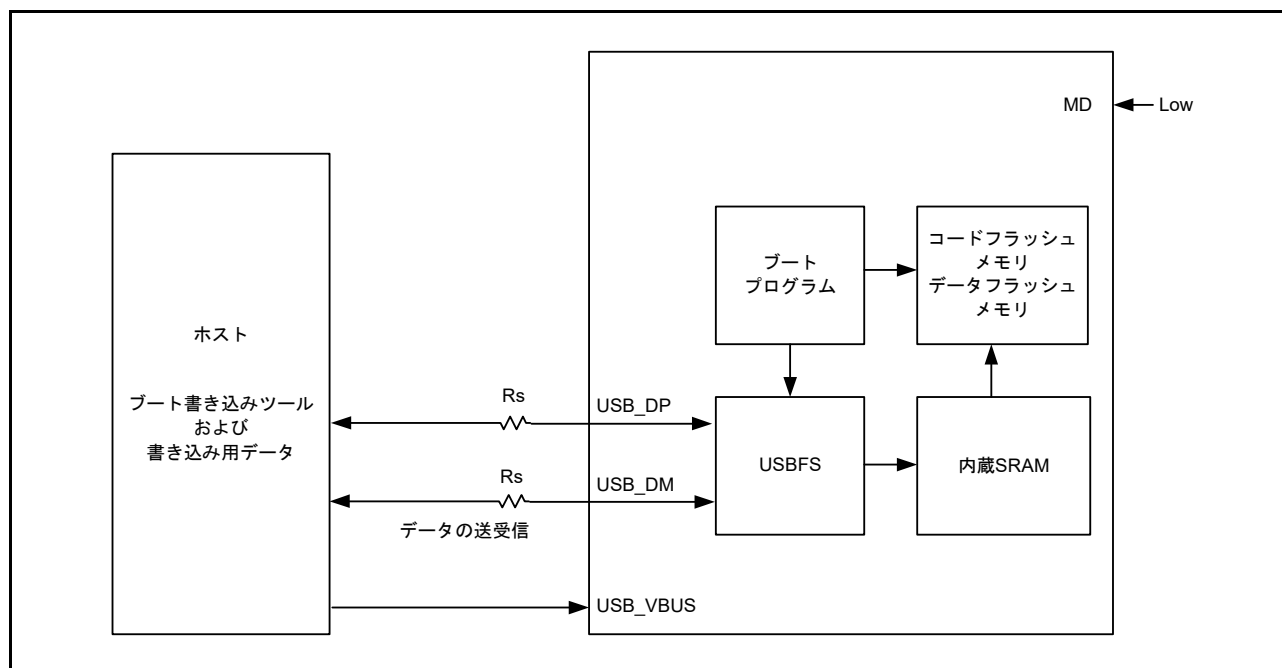 MD
Low
ホスト
ブート書き込みツール
および
書き込み用データ
ブート
プログラム
コードフラッシュ
メモリ
データフラッシュ
メモリ
Rs
USB_DP
Rs
USB_DM
データの送受信
USBFS
内蔵SRAM
USB_VBUS